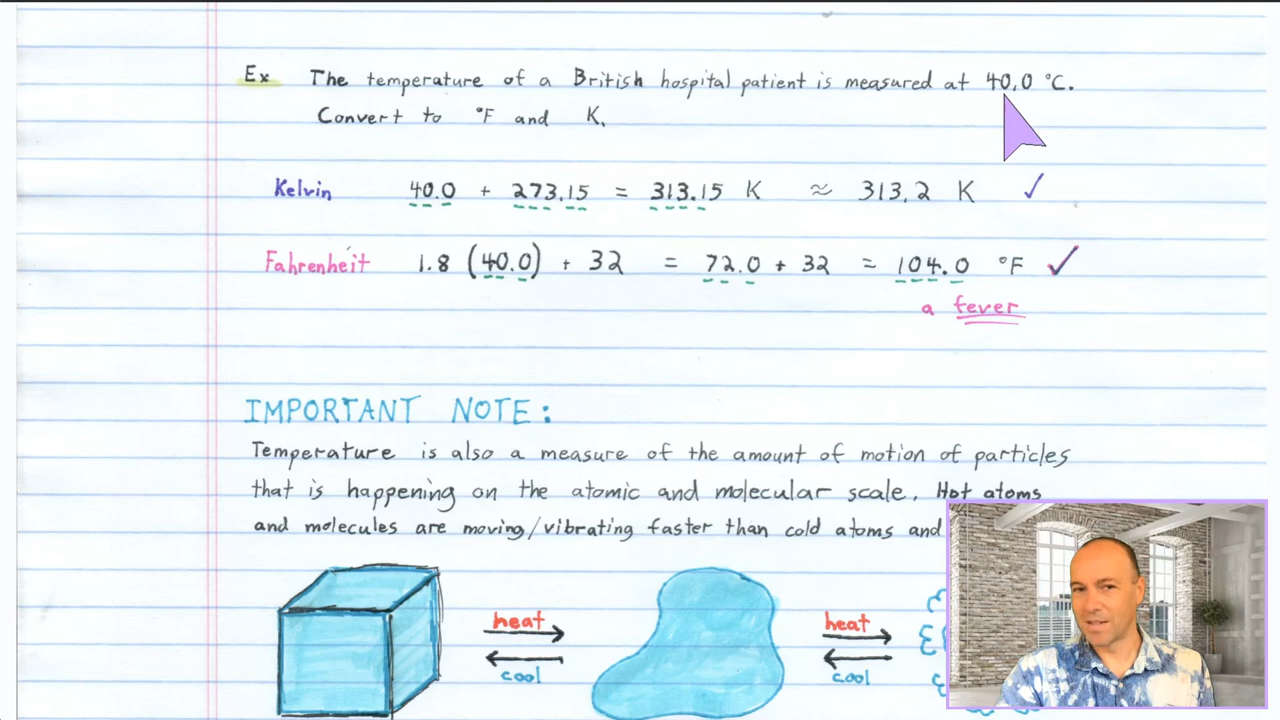 Ex The temperature of a British hospital patient is measured at 40.0 °C.
Convert to °F and K.
Kelvin 40.0 + 273.15 = 313.15 K ≈ 313.2 K ✓
Fahrenheit 1.8 (40.0) + 32 = 72.0 + 32 = 104.0 °F ✓
a fever
IMPORTANT NOTE:
Temperature is also a measure of the amount of motion of particles
that is happening on the atomic and molecular scale. Hot atoms
and molecules are moving/vibrating faster than cold atoms and
heat heat
cool cool